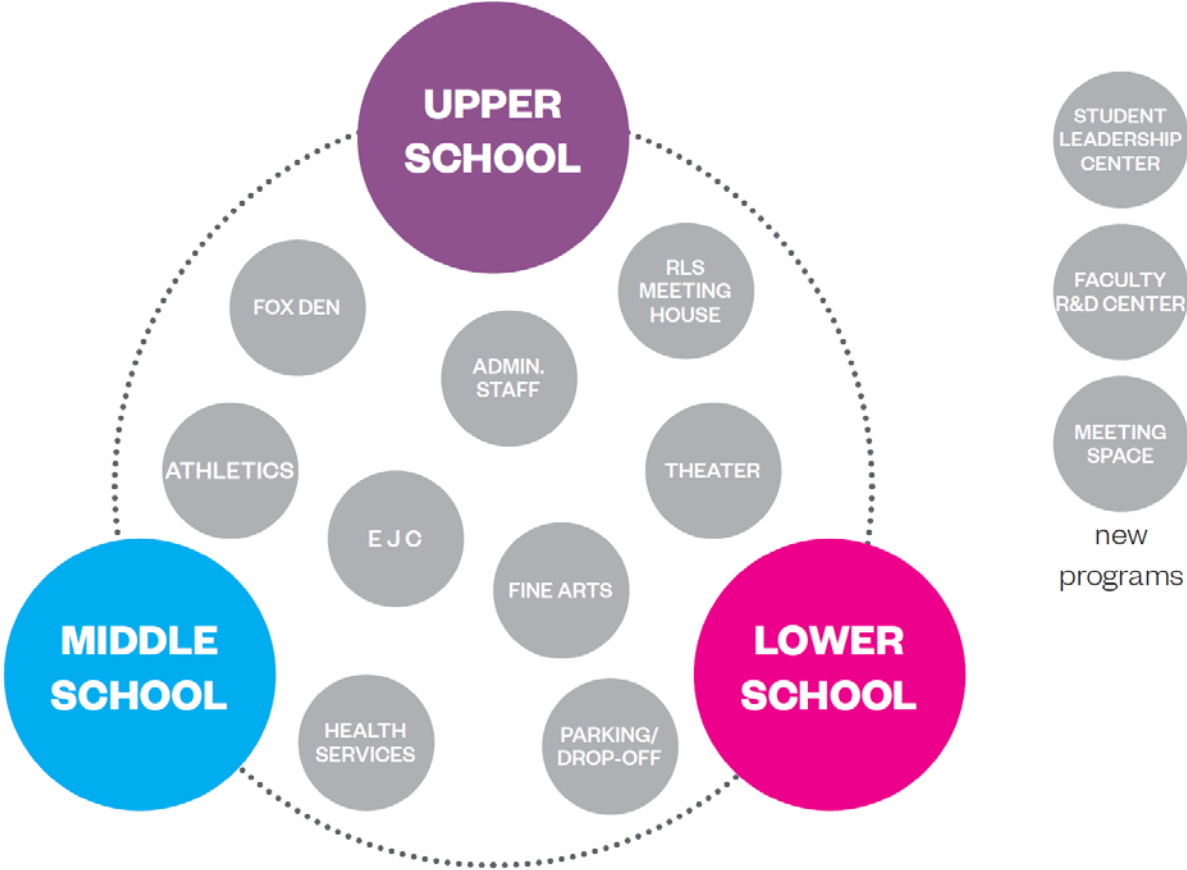 UPPER
SCHOOL
STUDENT
LEADERSHIP
CENTER
FOX DEN
RLS
MEETING
HOUSE
ADMIN.
STAFF
FACULTY
R&D CENTER
ATHLETICS
THEATER
MEETING
SPACE
E J C
FINE ARTS
new
programs
MIDDLE
SCHOOL
LOWER
SCHOOL
HEALTH
SERVICES
PARKING/
DROP-OFF